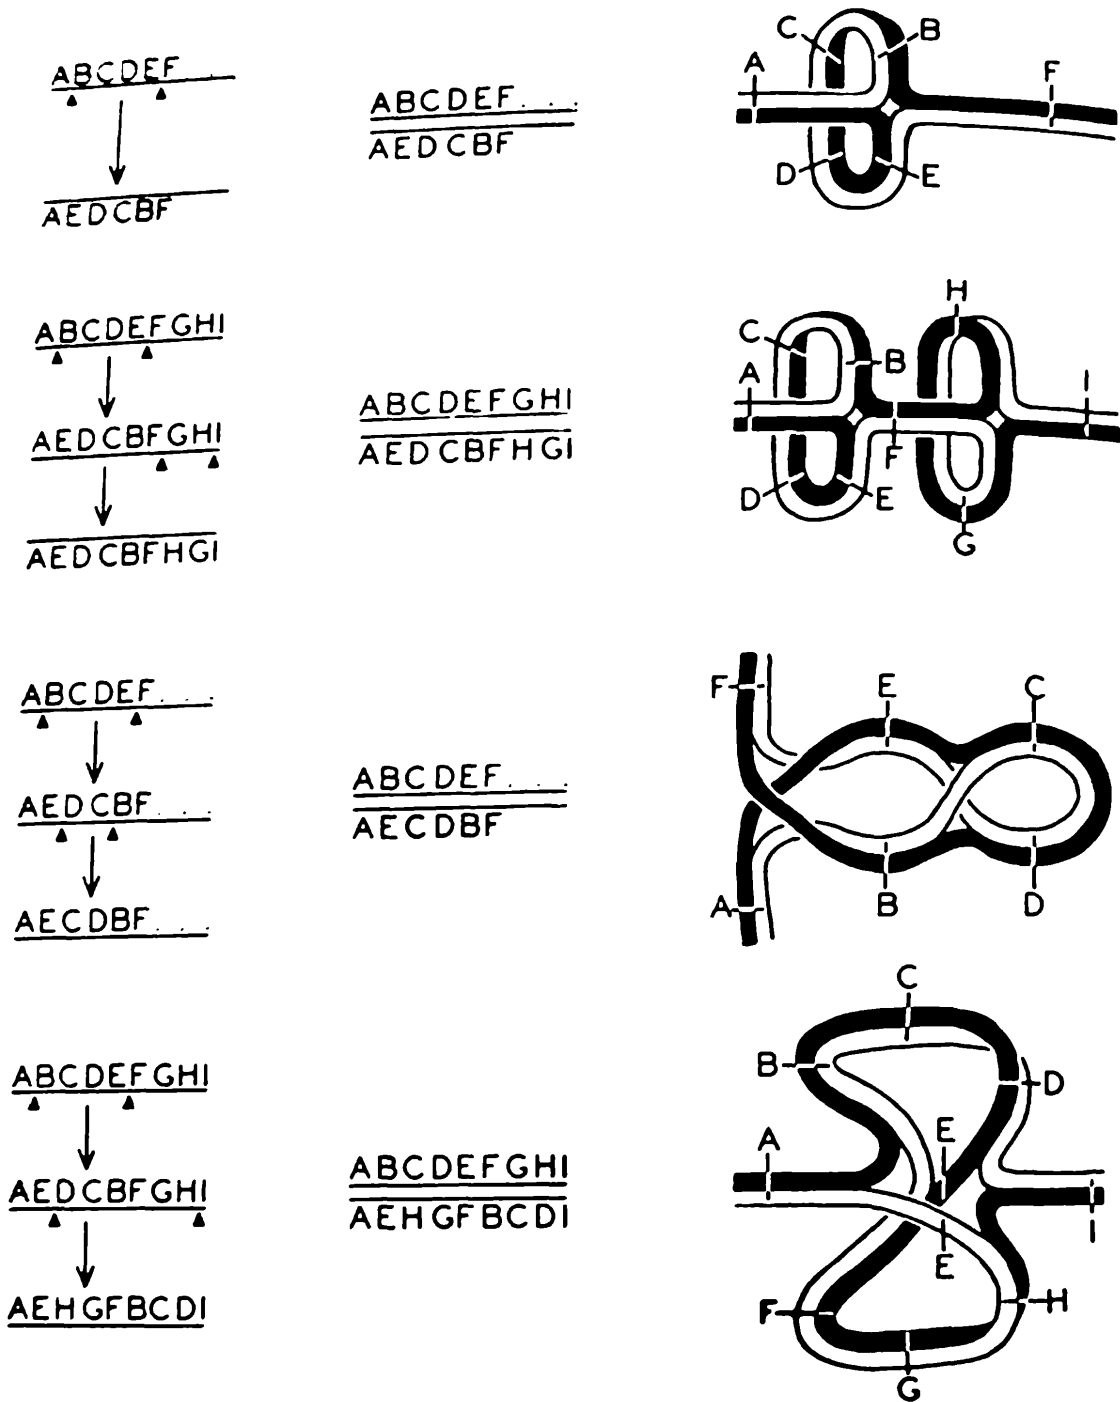 ABCDEF . . .
AEDCBF
ABCDEF . . .
AEDCBF
C
B
A
F
D
E
ABCDEFGHI
AEDCBFGHI
AEDCBFHGI
ABCDEFGHI
AEDCBFHGI
H
C
B
A
I
F
D
E
G
ABCDEF . . .
AEDCBF . . .
AECDBF . . .
ABCDEF . . .
AECDBF
F
E
C
A
B
D
ABCDEFGHI
AEDCBFGHI
AEHGFBCDI
ABCDEFGHI
AEHGFBCDI
C
B
D
A
E
I
E
F
H
G